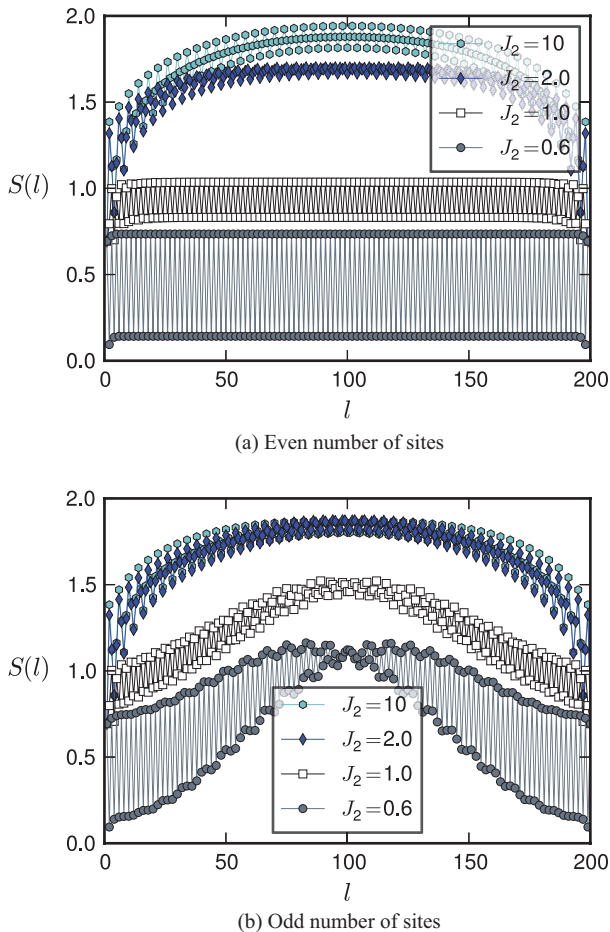 2.0
1.5
1.0
0.5
0.0
S(l)
J₂=10
J₂=2.0
J₂=1.0
J₂=0.6
0 50 100 150 200
l
(a) Even number of sites
2.0
1.5
1.0
0.5
0.0
S(l)
J₂=10
J₂=2.0
J₂=1.0
J₂=0.6
0 50 100 150 200
l
(b) Odd number of sites